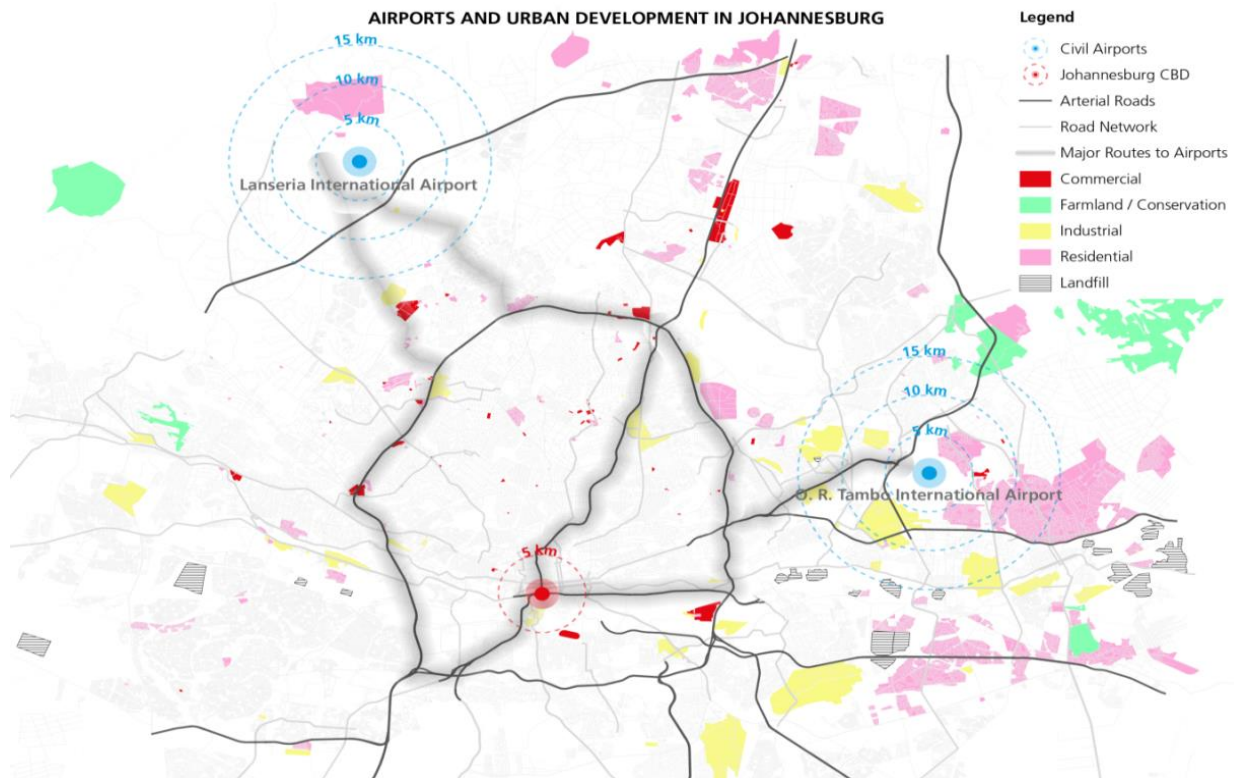 AIRPORTS AND URBAN DEVELOPMENT IN JOHANNESBURG
15 km
10 km
5 km
Lanseria International Airport
15 km
10 km
5 km
O. R. Tambo International Airport
5 km
Legend
Civil Airports
Johannesburg CBD
Arterial Roads
Road Network
Major Routes to Airports
Commercial
Farmland / Conservation
Industrial
Residential
Landfill